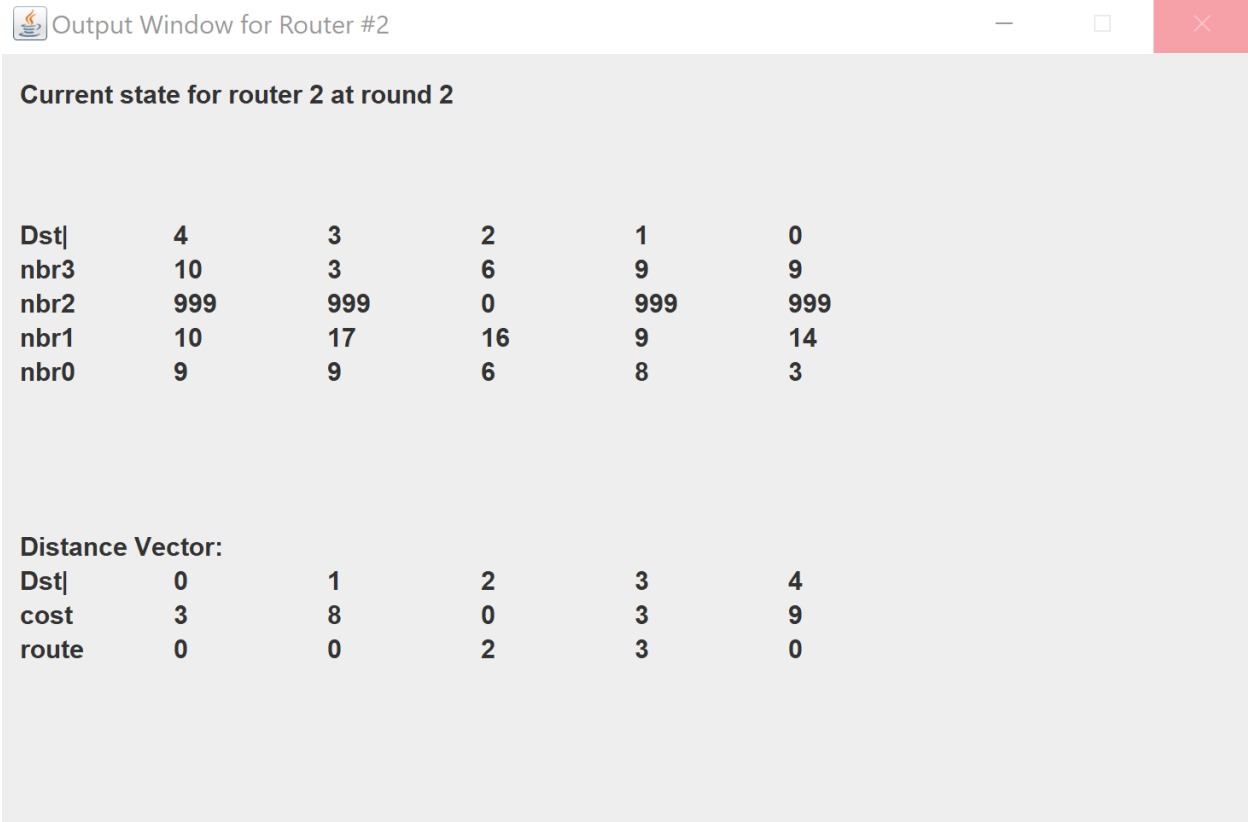 Output Window for Router #2
Current state for router 2 at round 2
Dst| 4 3 2 1 0
nbr3 10 3 6 9 9
nbr2 999 999 0 999 999
nbr1 10 17 16 9 14
nbr0 9 9 6 8 3
Distance Vector:
Dst| 0 1 2 3 4
cost 3 8 0 3 9
route 0 0 2 3 0